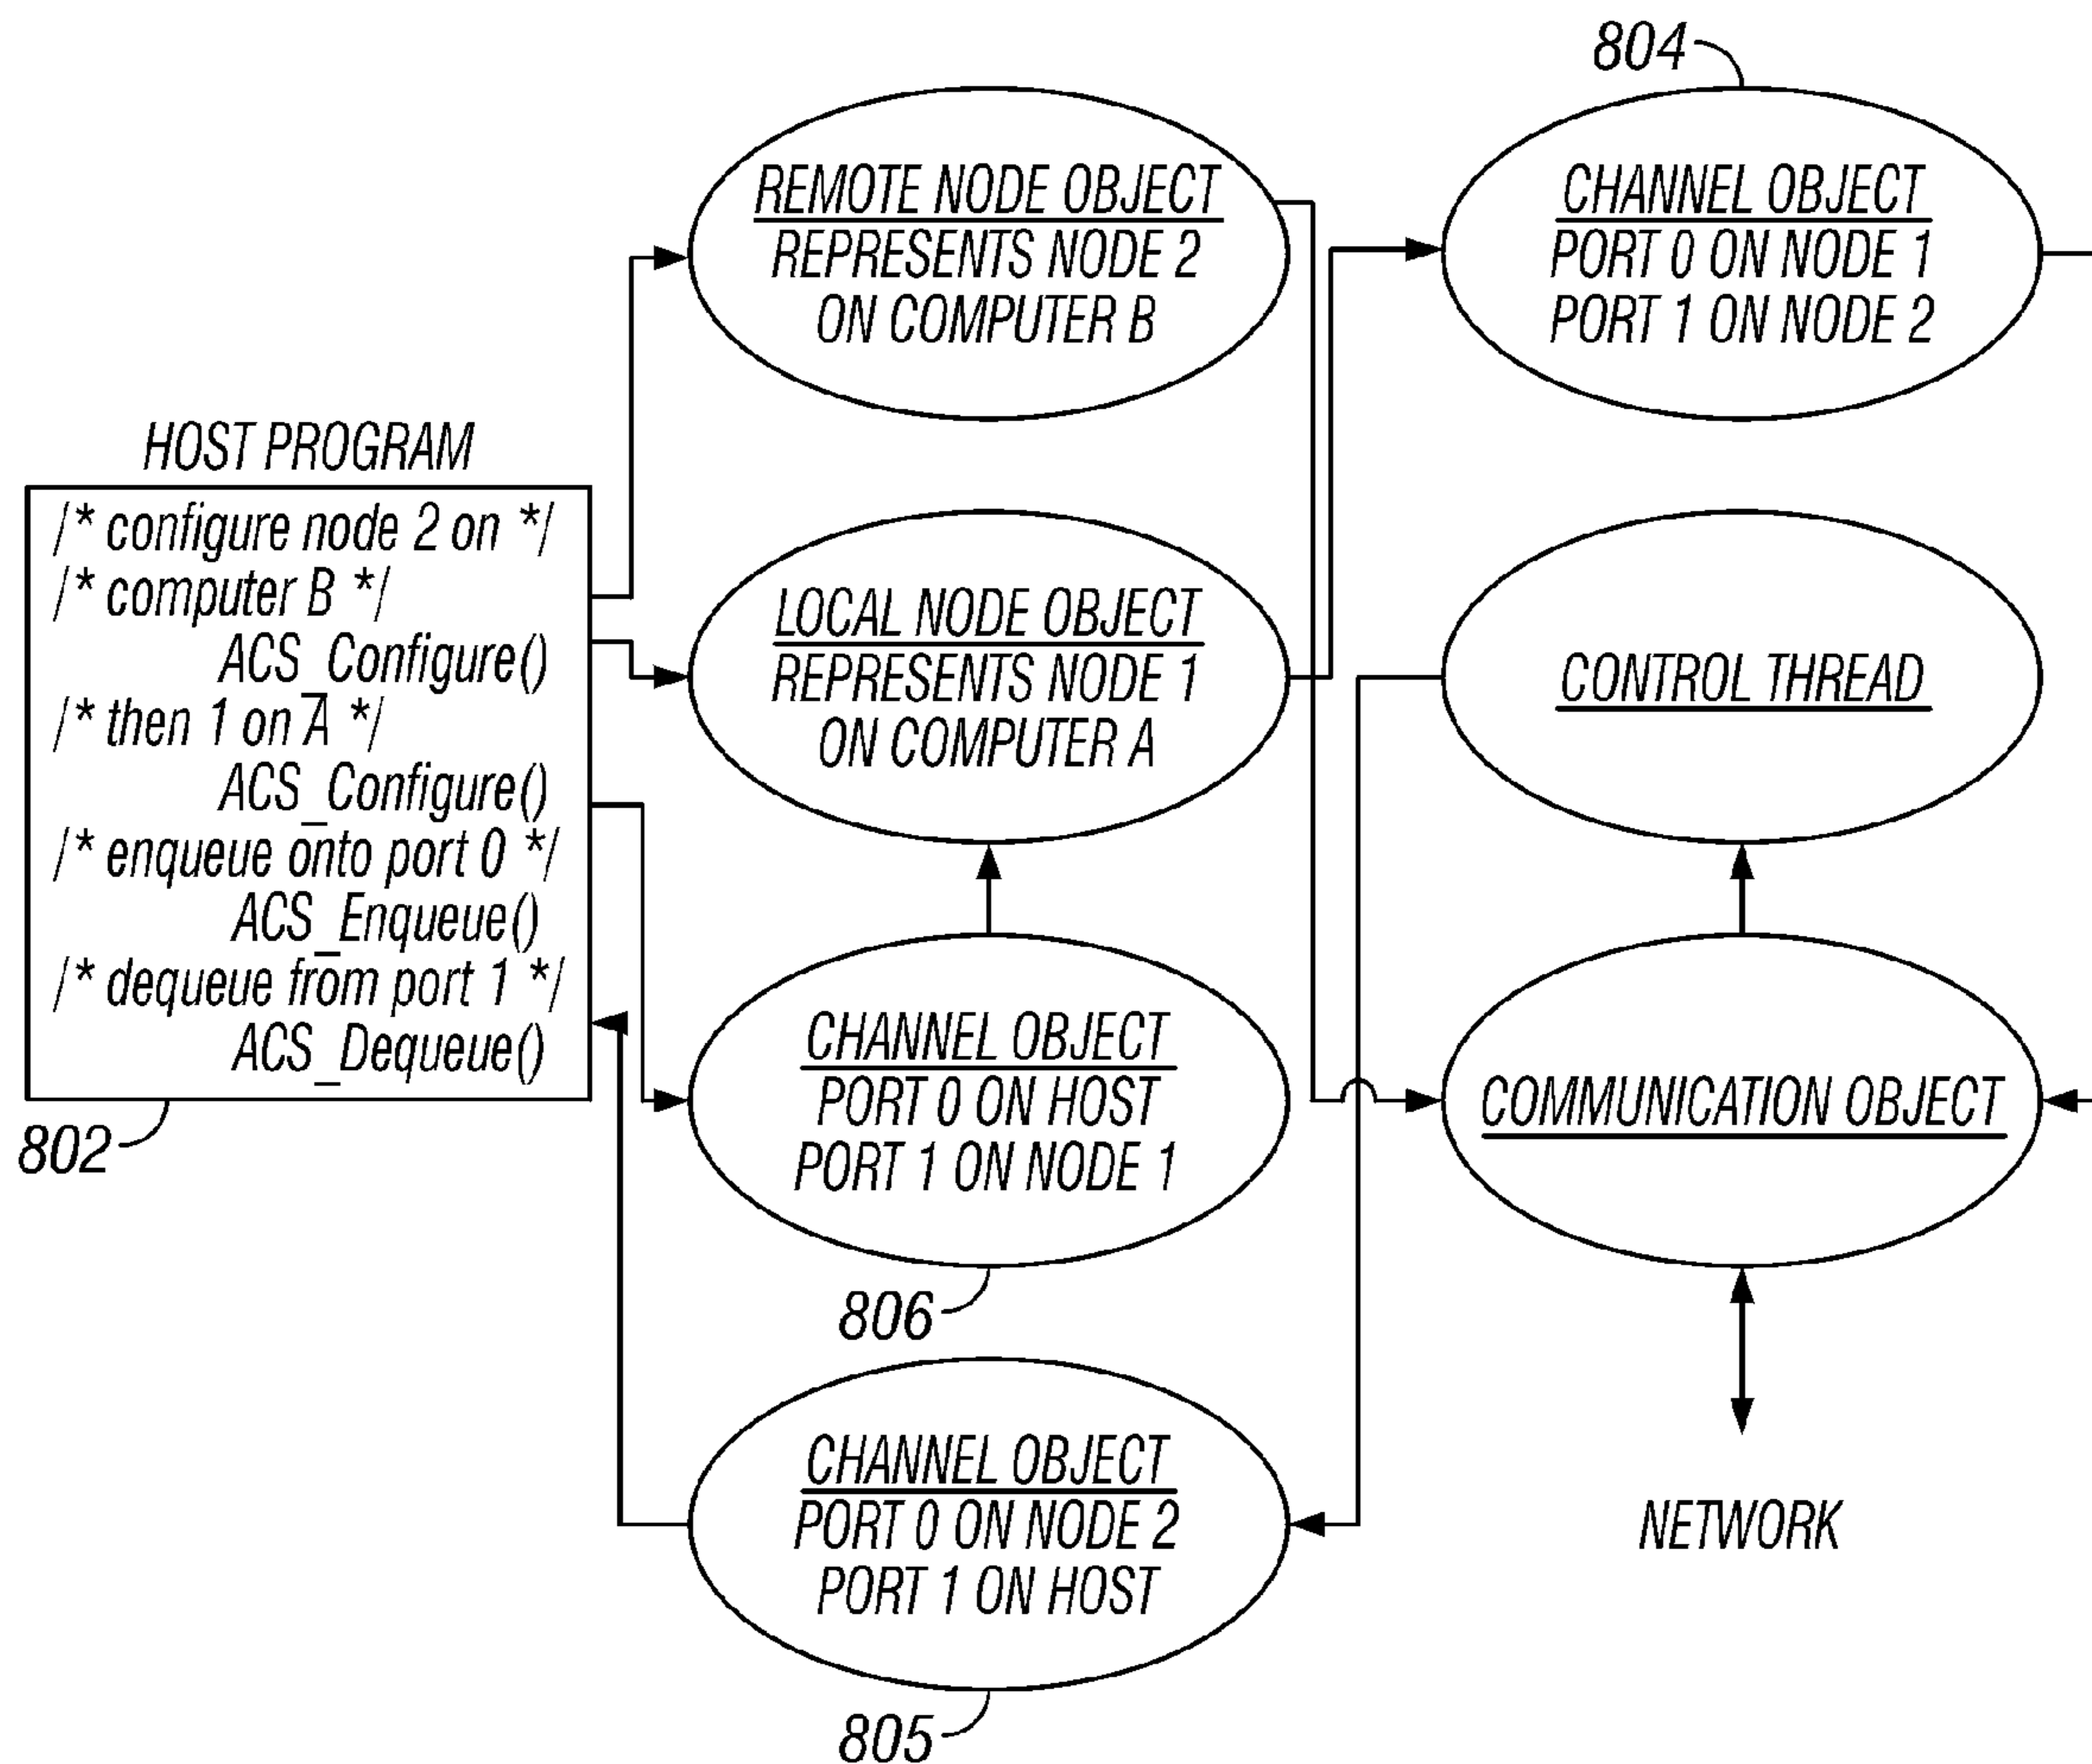 804
REMOTE NODE OBJECT
REPRESENTS NODE 2
ON COMPUTER B
CHANNEL OBJECT
PORT 0 ON NODE 1
PORT 1 ON NODE 2
HOST PROGRAM
/* configure node 2 on */
/* computer B */
ACS_Configure()
/* then 1 on A */
ACS_Configure()
/* enqueue onto port 0 */
ACS_Enqueue()
/* dequeue from port 1 */
ACS_Dequeue()
802
LOCAL NODE OBJECT
REPRESENTS NODE 1
ON COMPUTER A
CONTROL THREAD
CHANNEL OBJECT
PORT 0 ON HOST
PORT 1 ON NODE 1
806
COMMUNICATION OBJECT
CHANNEL OBJECT
PORT 0 ON NODE 2
PORT 1 ON HOST
805
NETWORK